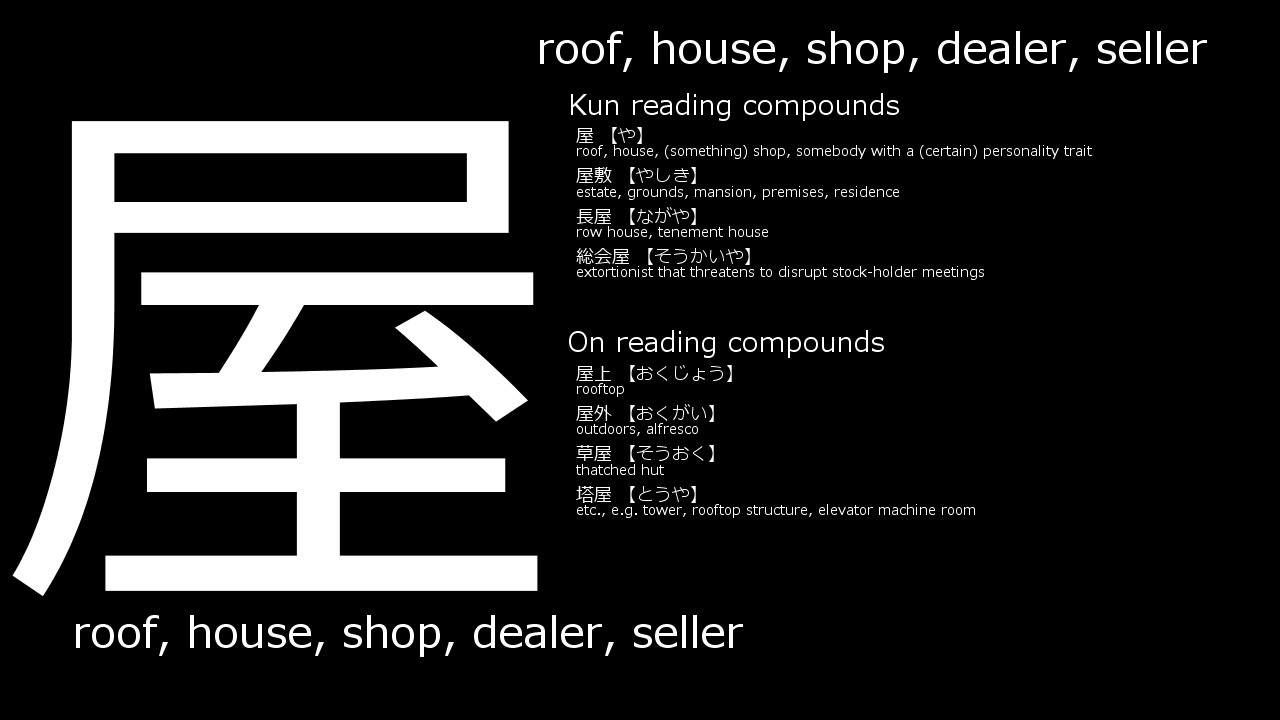 roof, house, shop, dealer, seller
屋
Kun reading compounds
屋 【や】
roof, house, (something) shop, somebody with a (certain) personality trait
屋敷 【やしき】
estate, grounds, mansion, premises, residence
長屋 【ながや】
row house, tenement house
総会屋 【そうかいや】
extortionist that threatens to disrupt stock-holder meetings
On reading compounds
屋上 【おくじょう】
rooftop
屋外 【おくがい】
outdoors, alfresco
草屋 【そうおく】
thatched hut
塔屋 【とうや】
etc., e.g. tower, rooftop structure, elevator machine room
roof, house, shop, dealer, seller